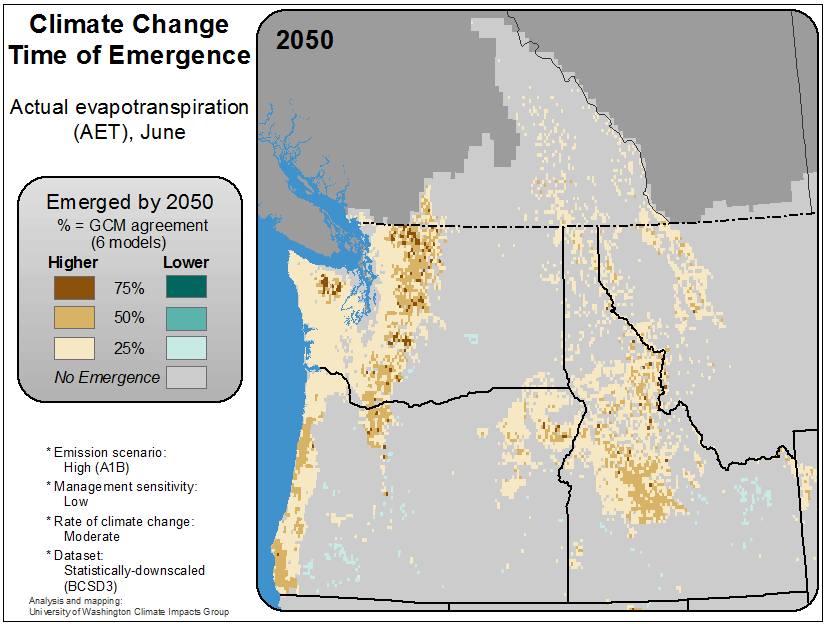 Climate Change
Time of Emergence
Actual evapotranspiration
(AET), June
Emerged by 2050
% = GCM agreement
(6 models)
Higher Lower
75%
50%
25%
No Emergence
* Emission scenario:
High (A1B)
* Management sensitivity:
Low
* Rate of climate change:
Moderate
* Dataset:
Statistically-downscaled
(BCSD3)
Analysis and mapping:
University of Washington Climate Impacts Group
2050